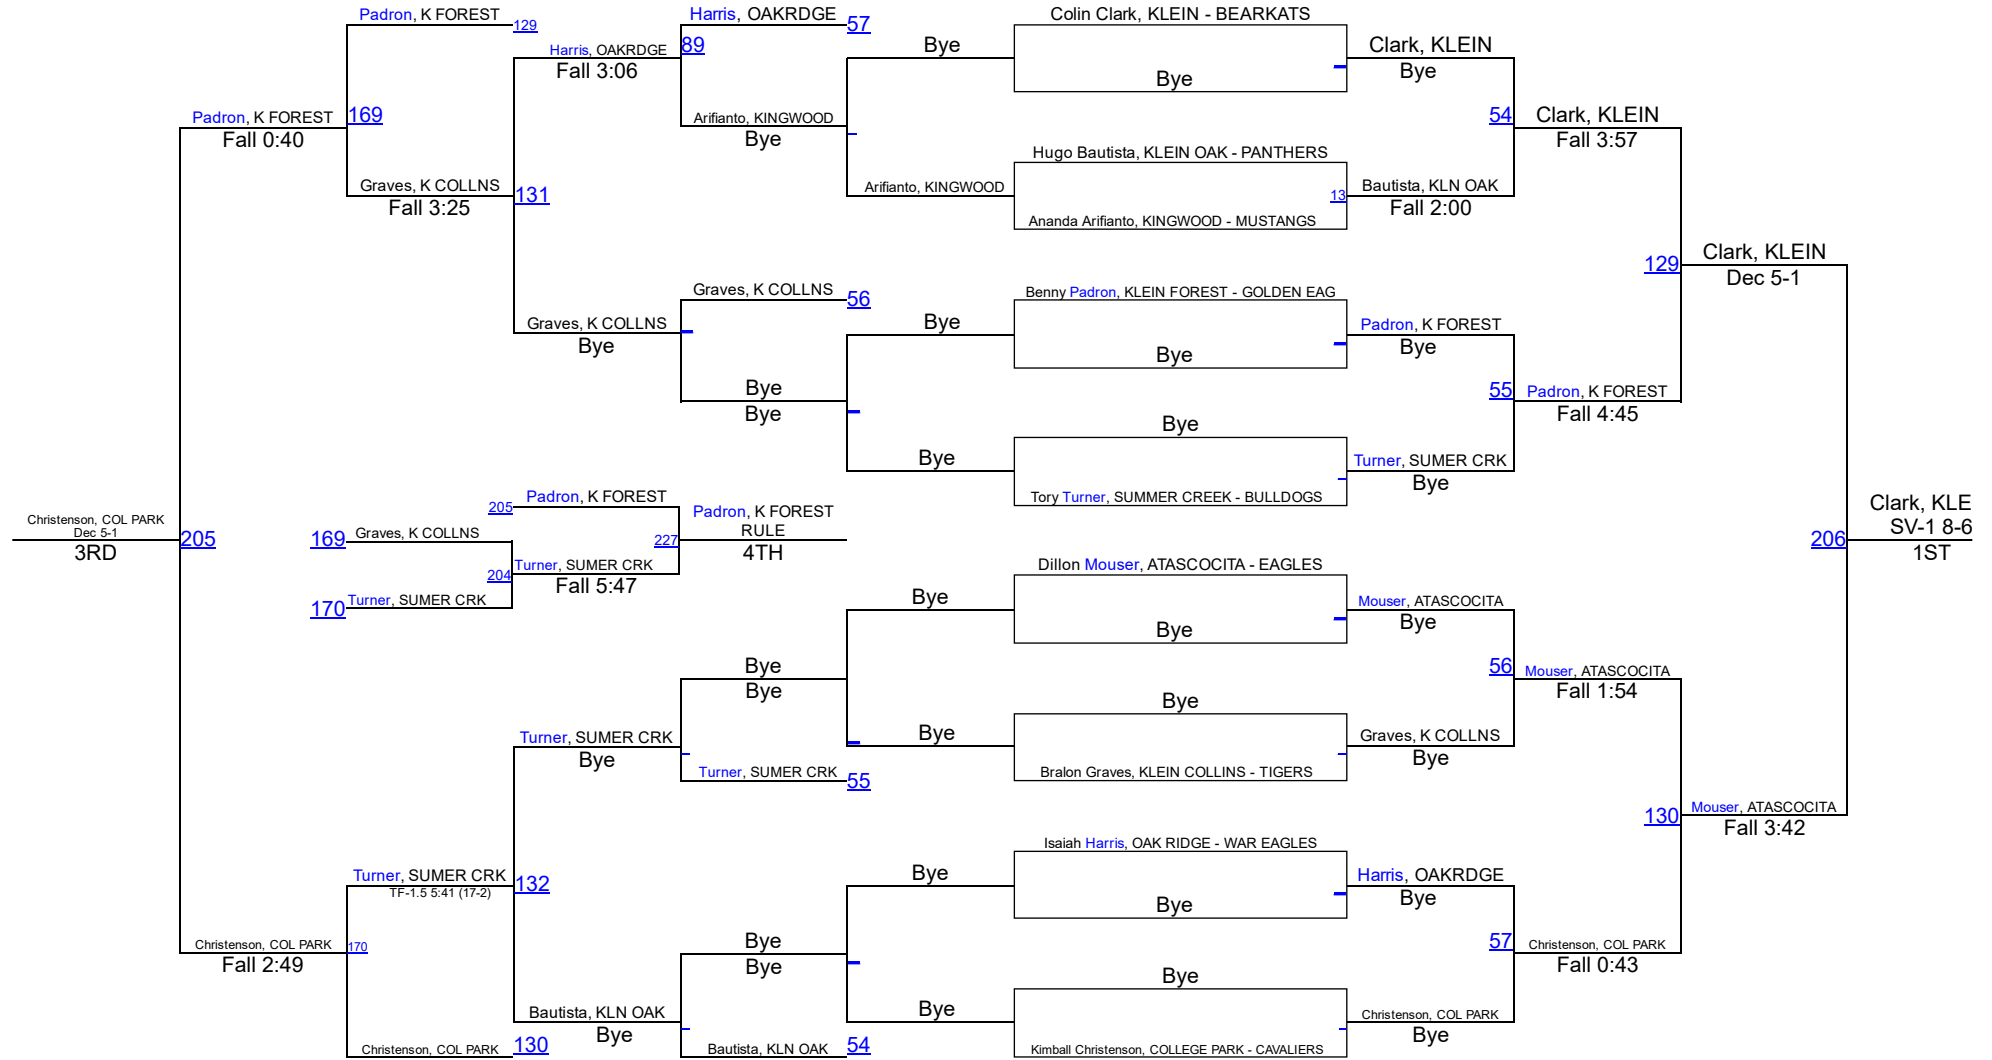 Padron, K FOREST
129
Harris, OAKRDGE
57
Colin Clark, KLEIN - BEARKATS
Harris, OAKRDGE
89
Fall 3:06
Bye
Bye
Clark, KLEIN
Bye
Padron, K FOREST
169
Fall 0:40
Arifianto, KINGWOOD
Bye
54
Clark, KLEIN
Fall 3:57
Hugo Bautista, KLEIN OAK - PANTHERS
Graves, K COLLNS
131
Fall 3:25
Arifianto, KINGWOOD
13
Bautista, KLN OAK
Fall 2:00
Ananda Arifianto, KINGWOOD - MUSTANGS
129
Clark, KLEIN
Dec 5-1
Graves, K COLLNS
56
Benny Padron, KLEIN FOREST - GOLDEN EAG
Graves, K COLLNS
Bye
Bye
Bye
Padron, K FOREST
Bye
Bye
Bye
55
Padron, K FOREST
Fall 4:45
Bye
Bye
Turner, SUMER CRK
Bye
Tory Turner, SUMMER CREEK - BULLDOGS
205
Padron, K FOREST
Padron, K FOREST
RULE
227
4TH
Christenson, COL PARK
Dec 5-1
3RD
205
169
Graves, K COLLNS
204
Turner, SUMER CRK
Fall 5:47
170
Turner, SUMER CRK
Clark, KLE
SV-1 8-6
206
1ST
Dillon Mouser, ATASCOCITA - EAGLES
Bye
Bye
Mouser, ATASCOCITA
Bye
Bye
Bye
56
Mouser, ATASCOCITA
Fall 1:54
Bye
Turner, SUMER CRK
Bye
Bye
Graves, K COLLNS
Bye
Turner, SUMER CRK
55
Bralon Graves, KLEIN COLLINS - TIGERS
130
Mouser, ATASCOCITA
Fall 3:42
Isaiah Harris, OAK RIDGE - WAR EAGLES
Turner, SUMER CRK
132
TF-1.5 5:41 (17-2)
Bye
Bye
Harris, OAKRDGE
Bye
Christenson, COL PARK
170
Fall 2:49
Bye
Bye
57
Christenson, COL PARK
Fall 0:43
Bye
Bautista, KLN OAK
Bye
Bye
Christenson, COL PARK
Bye
Christenson, COL PARK
130
Bautista, KLN OAK
54
Kimball Christenson, COLLEGE PARK - CAVALIERS